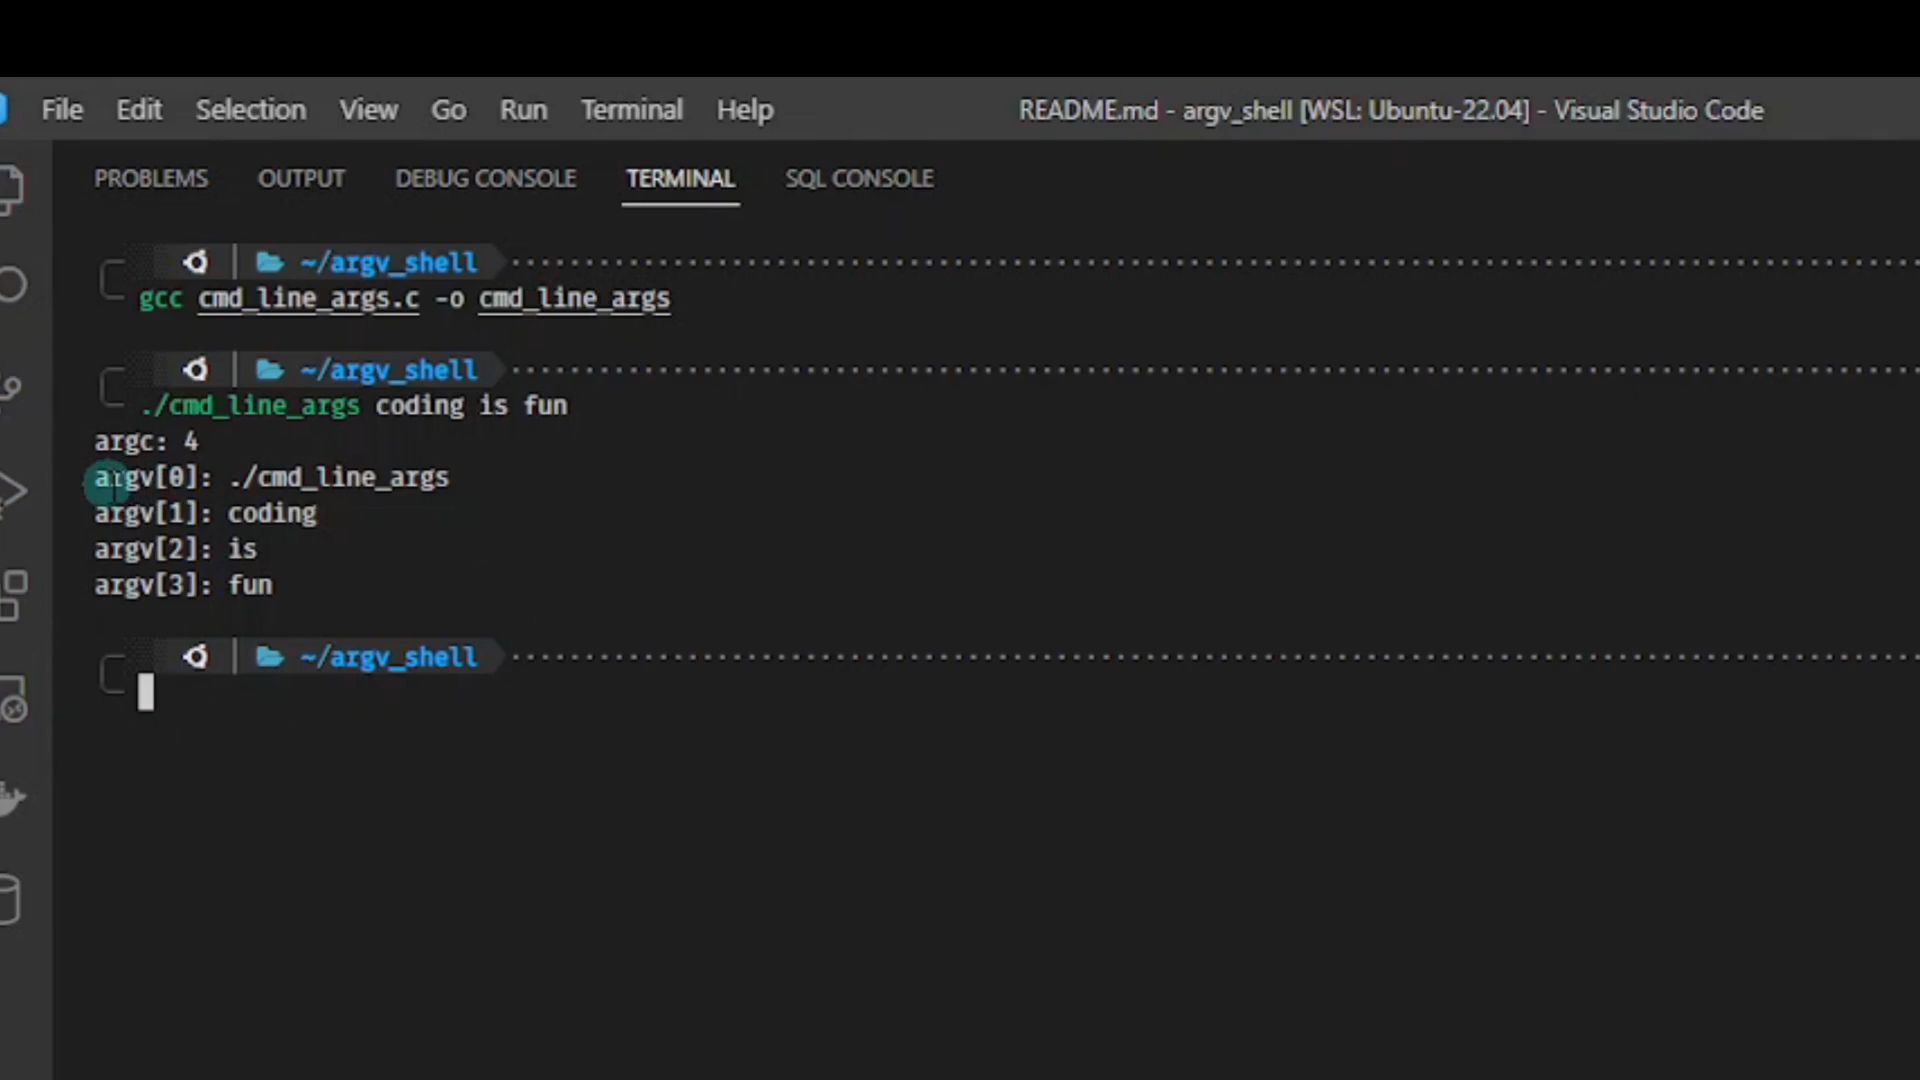 File Edit Selection View Go Run Terminal Help README.md - argv_shell [WSL: Ubuntu-22.04] - Visual Studio Code
PROBLEMS OUTPUT DEBUG CONSOLE TERMINAL SQL CONSOLE
~/argv_shell
gcc cmd_line_args.c -o cmd_line_args
~/argv_shell
./cmd_line_args coding is fun
argc: 4
argv[0]: ./cmd_line_args
argv[1]: coding
argv[2]: is
argv[3]: fun
~/argv_shell